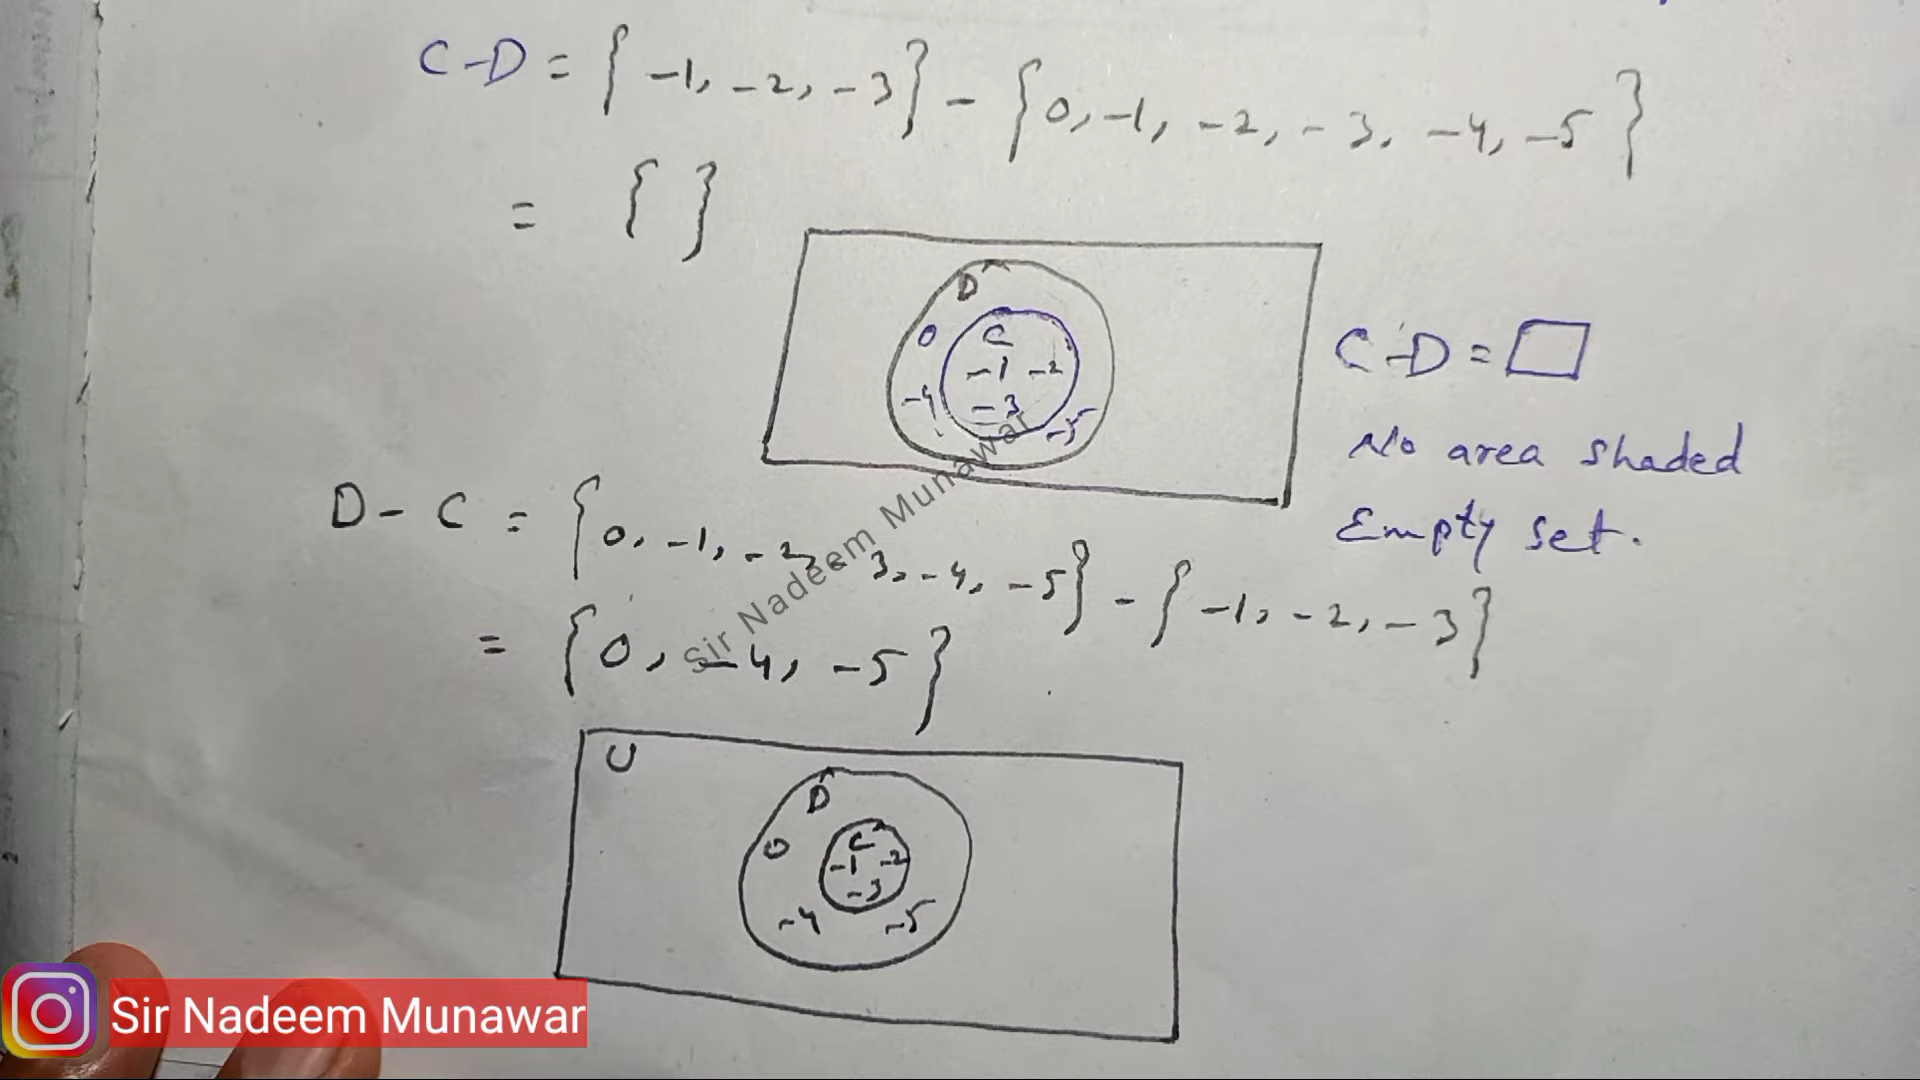 C-D = { -1, -2, -3 } - { 0, -1, -2, -3, -4, -5 }
= { }
D
0 C
-1 -2
-4 -3 -5
C-D = □
No area shaded
Empty set.
D - C = { 0, -1, -2, -3, -4, -5 } - { -1, -2, -3 }
= { 0, -4, -5 }
Sir Nadeem Munawar
U
D
0 C
-1 -2
-3
-4 -5
Sir Nadeem Munawar